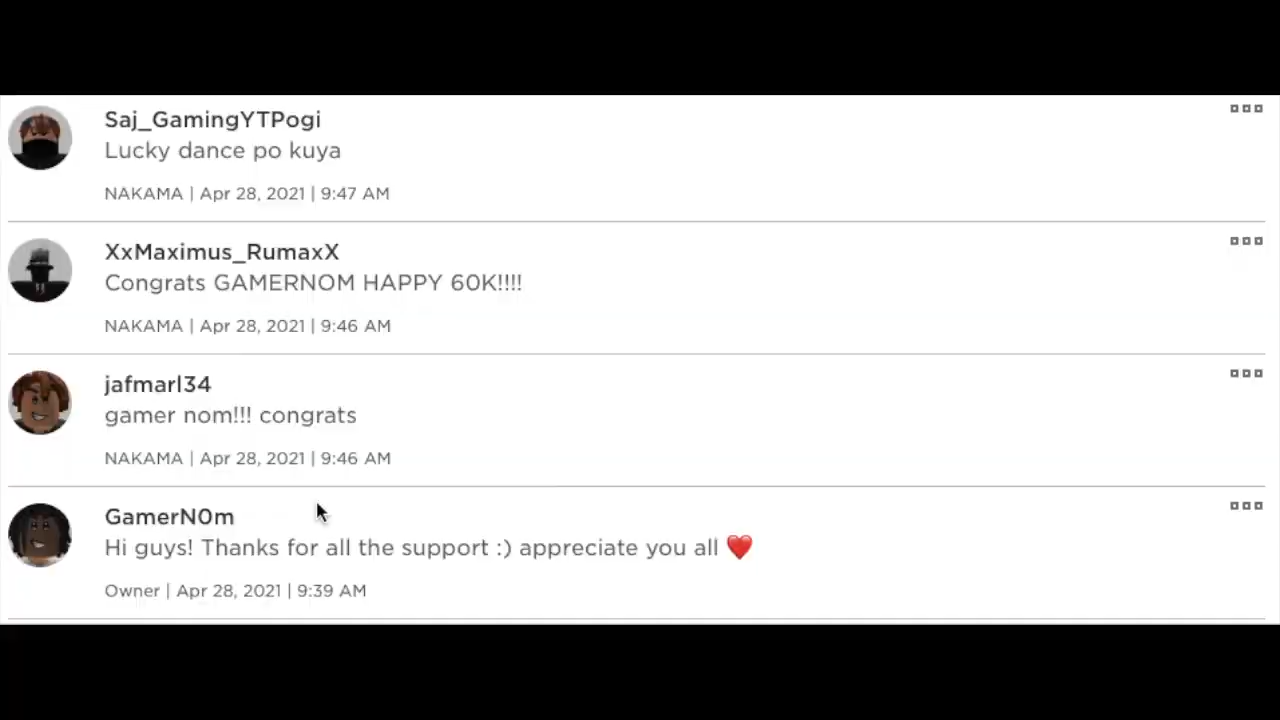 Saj_GamingYTPogi
Lucky dance po kuya
NAKAMA | Apr 28, 2021 | 9:47 AM
XxMaximus_RumaxX
Congrats GAMERNOM HAPPY 60K!!!!
NAKAMA | Apr 28, 2021 | 9:46 AM
jafmarl34
gamer nom!!! congrats
NAKAMA | Apr 28, 2021 | 9:46 AM
GamerN0m
Hi guys! Thanks for all the support :) appreciate you all ❤️
Owner | Apr 28, 2021 | 9:39 AM